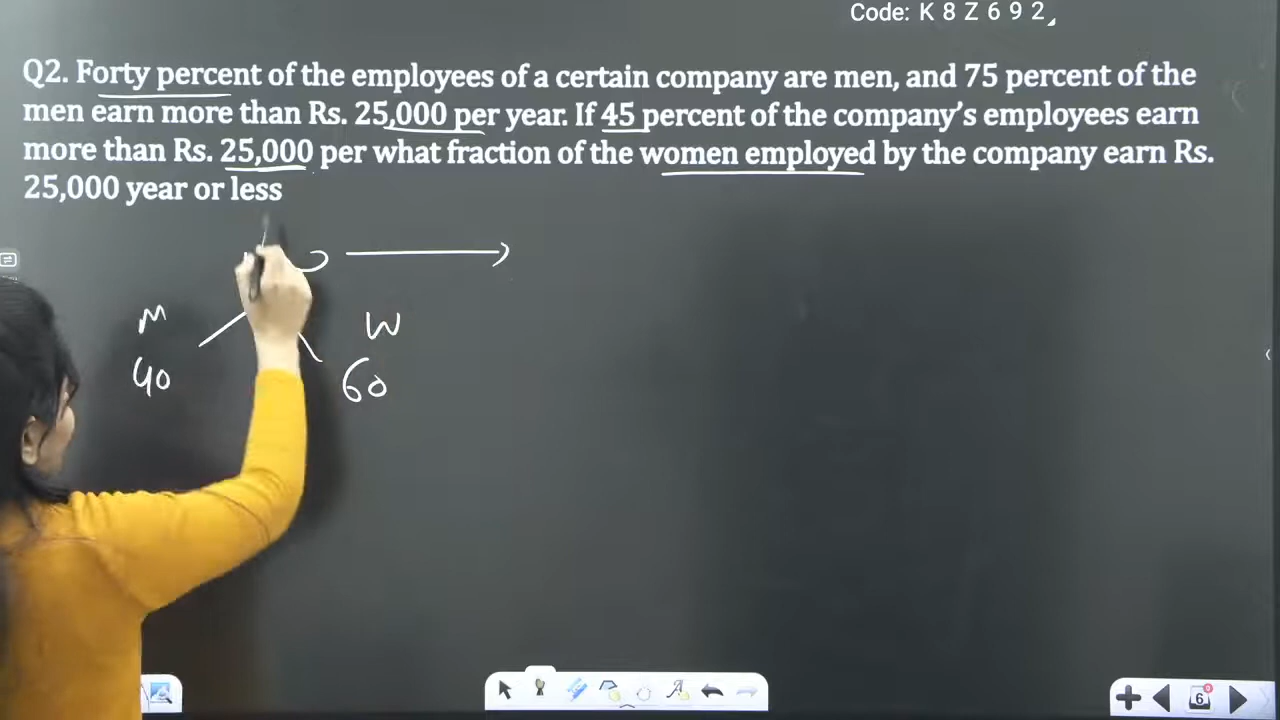 Code: K 8 Z 6 9 2
Q2. Forty percent of the employees of a certain company are men, and 75 percent of the
men earn more than Rs. 25,000 per year. If 45 percent of the company's employees earn
more than Rs. 25,000 per what fraction of the women employed by the company earn Rs.
25,000 year or less
M W
40 60
6